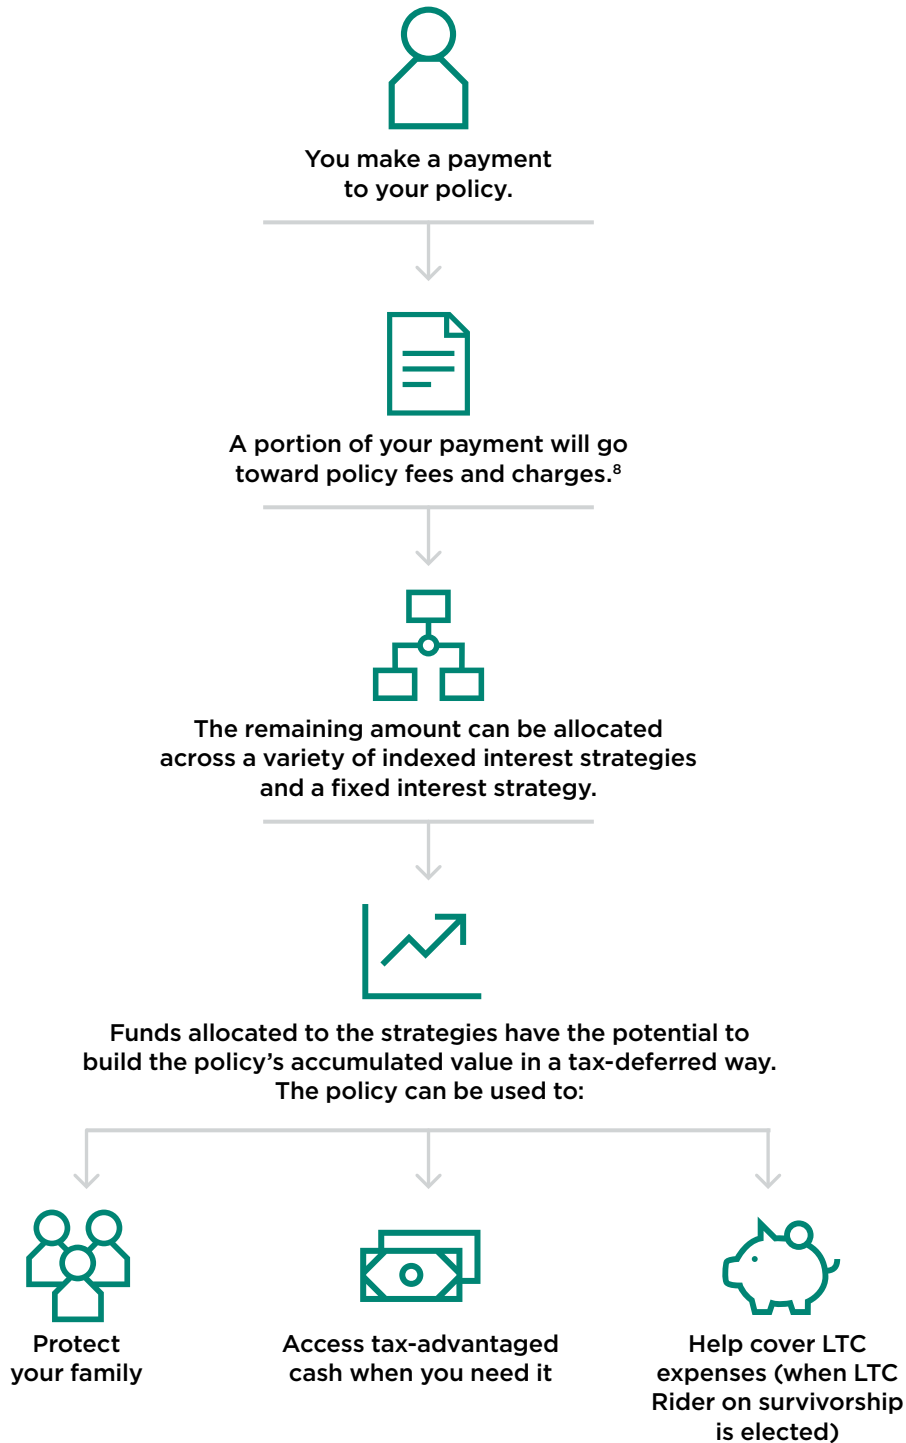 You make a payment
to your policy.
A portion of your payment will go
toward policy fees and charges.⁸
The remaining amount can be allocated
across a variety of indexed interest strategies
and a fixed interest strategy.
Funds allocated to the strategies have the potential to
build the policy’s accumulated value in a tax-deferred way.
The policy can be used to:
Protect
your family
Access tax-advantaged
cash when you need it
Help cover LTC
expenses (when LTC
Rider on survivorship
is elected)